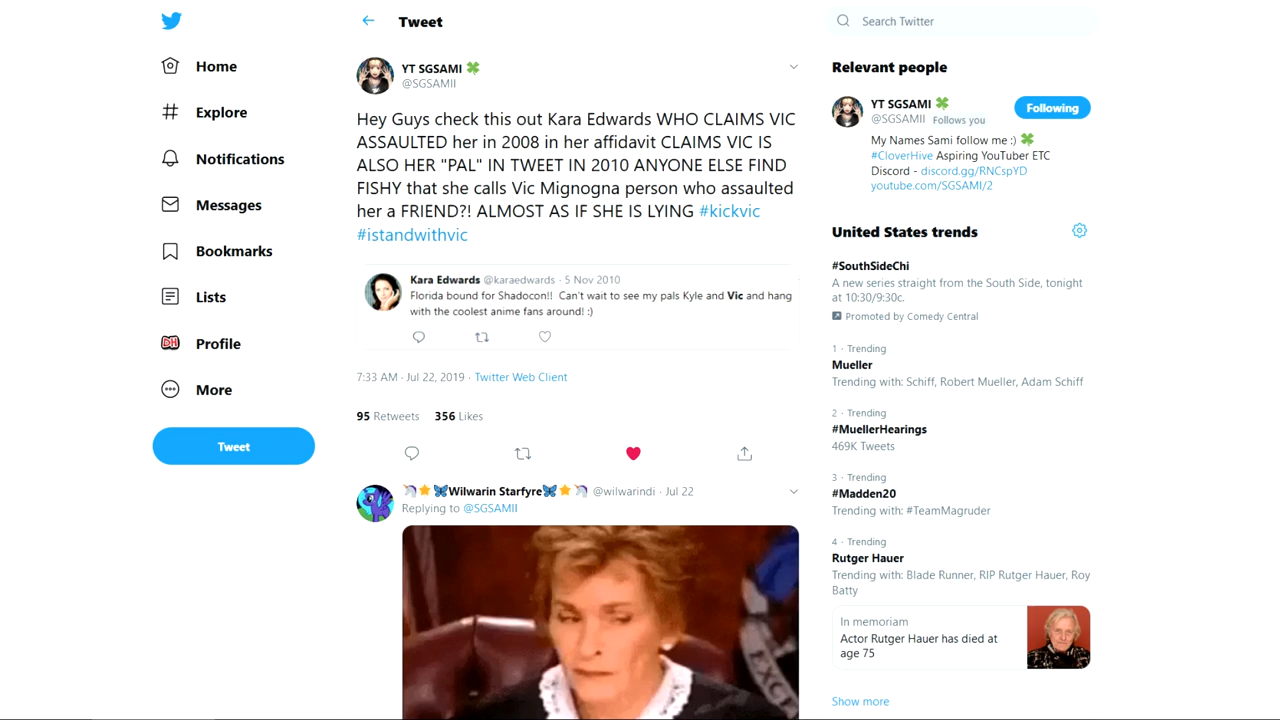 Tweet
Search Twitter
Home
Explore
Notifications
Messages
Bookmarks
Lists
DH
Profile
More
Tweet
YT SGSAMI 🍀
@SGSAMII
Hey Guys check this out Kara Edwards WHO CLAIMS VIC
ASSAULTED her in 2008 in her affidavit CLAIMS VIC IS
ALSO HER "PAL" IN TWEET IN 2010 ANYONE ELSE FIND
FISHY that she calls Vic Mignogna person who assaulted
her a FRIEND?! ALMOST AS IF SHE IS LYING #kickvic
#istandwithvic
Kara Edwards @karaedwards · 5 Nov 2010
Florida bound for Shadocon!! Can't wait to see my pals Kyle and Vic and hang
with the coolest anime fans around! :)
7:33 AM · Jul 22, 2019 · Twitter Web Client
95 Retweets 356 Likes
🦄⭐🦋Wilwarin Starfyre🦋⭐🦄 @wilwarindi · Jul 22
Replying to @SGSAMII
Relevant people
YT SGSAMI 🍀
@SGSAMII Follows you
Following
My Names Sami follow me :) 🍀
#CloverHive Aspiring YouTuber ETC
Discord - discord.gg/RNCspYD
youtube.com/SGSAMI/2
United States trends
#SouthSideChi
A new series straight from the South Side, tonight
at 10:30/9:30c.
Promoted by Comedy Central
1 · Trending
Mueller
Trending with: Schiff, Robert Mueller, Adam Schiff
2 · Trending
#MuellerHearings
469K Tweets
3 · Trending
#Madden20
Trending with: #TeamMagruder
4 · Trending
Rutger Hauer
Trending with: Blade Runner, RIP Rutger Hauer, Roy
Batty
In memoriam
Actor Rutger Hauer has died at
age 75
Show more